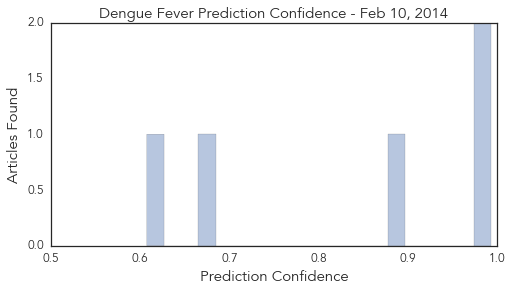 Dengue Fever Prediction Confidence - Feb 10, 2014
2.0
1.5
1.0
0.5
0.0
Articles Found
0.5 0.6 0.7 0.8 0.9 1.0
Prediction Confidence